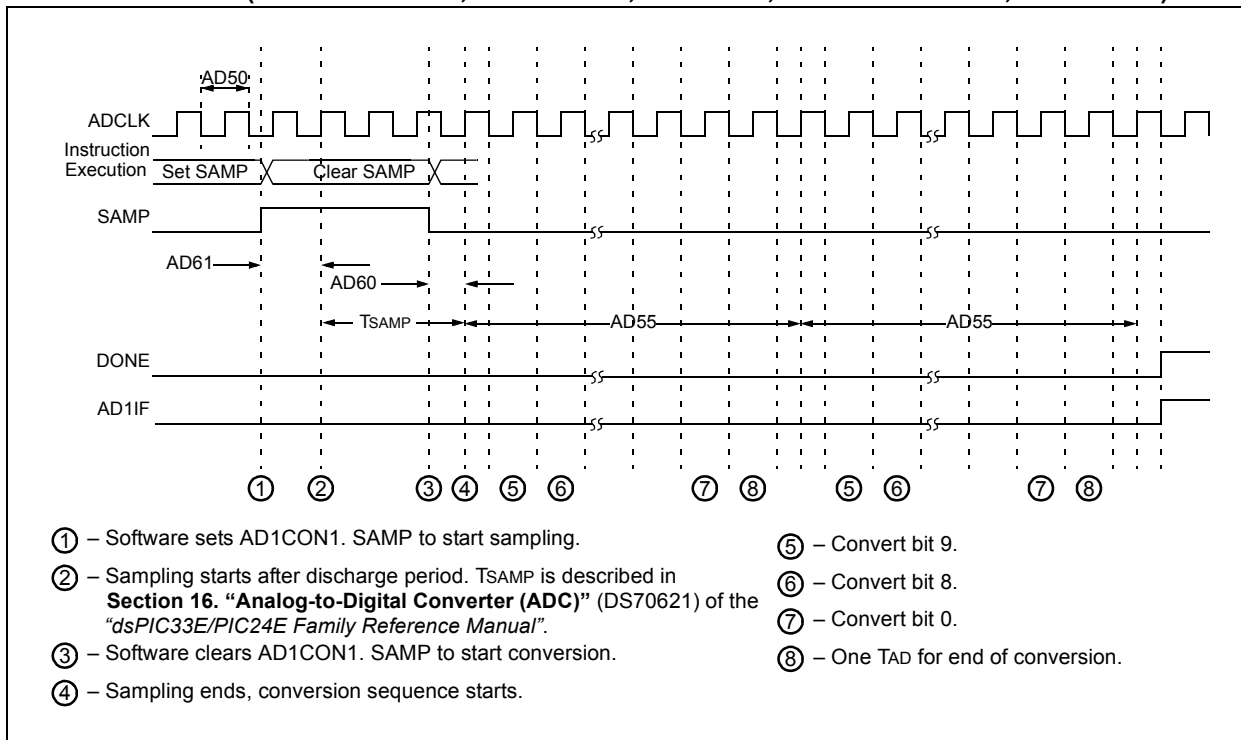 AD50
ADCLK
Instruction
Execution
Set SAMP
Clear SAMP
SAMP
AD61
AD60
TSAMP
AD55
AD55
DONE
AD1IF
1 2 3 4 5 6 7 8 5 6 7 8
1 – Software sets AD1CON1. SAMP to start sampling.
2 – Sampling starts after discharge period. TSAMP is described in
Section 16. “Analog-to-Digital Converter (ADC)” (DS70621) of the
“dsPIC33E/PIC24E Family Reference Manual”.
3 – Software clears AD1CON1. SAMP to start conversion.
4 – Sampling ends, conversion sequence starts.
5 – Convert bit 9.
6 – Convert bit 8.
7 – Convert bit 0.
8 – One TAD for end of conversion.